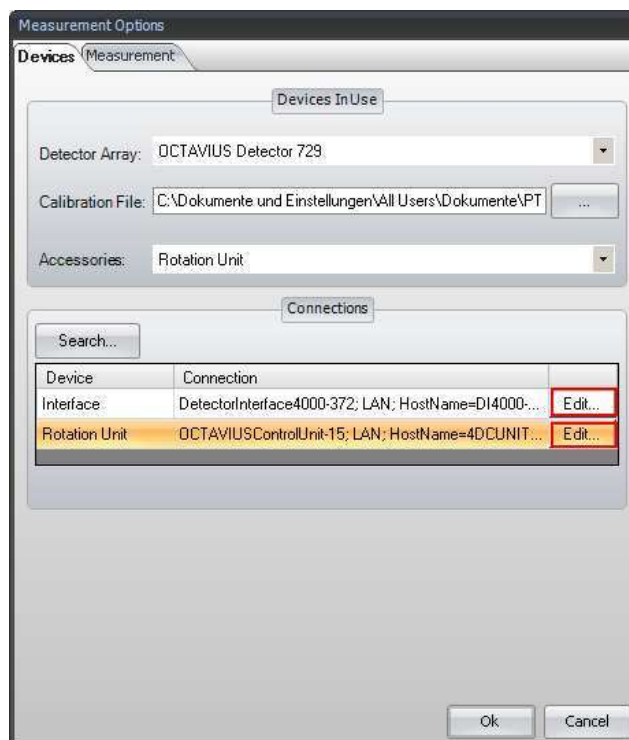 Measurement Options
Devices Measurement
Devices In Use
Detector Array: OCTAVIUS Detector 729
Calibration File: C:\Dokumente und Einstellungen\All Users\Dokumente\PT ...
Accessories: Rotation Unit
Connections
Search...
Device Connection
Interface DetectorInterface4000-372; LAN; HostName=DI4000-... Edit...
Rotation Unit OCTAVIUSControlUnit-15; LAN; HostName=4DCUNIT... Edit...
Ok Cancel